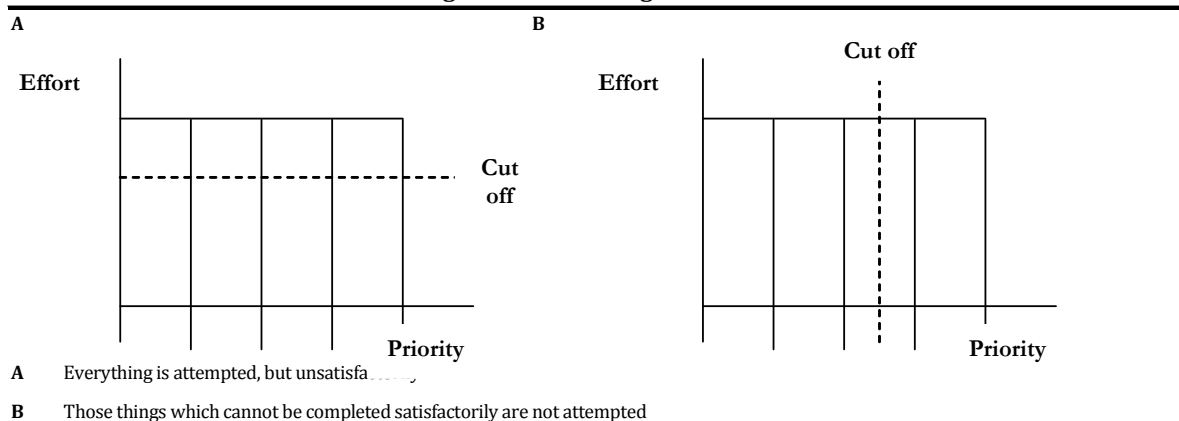 A B
Cut off
Effort Effort
Cut
off
Priority Priority
A Everything is attempted, but
B Those things which cannot be completed satisfactorily are not attempted